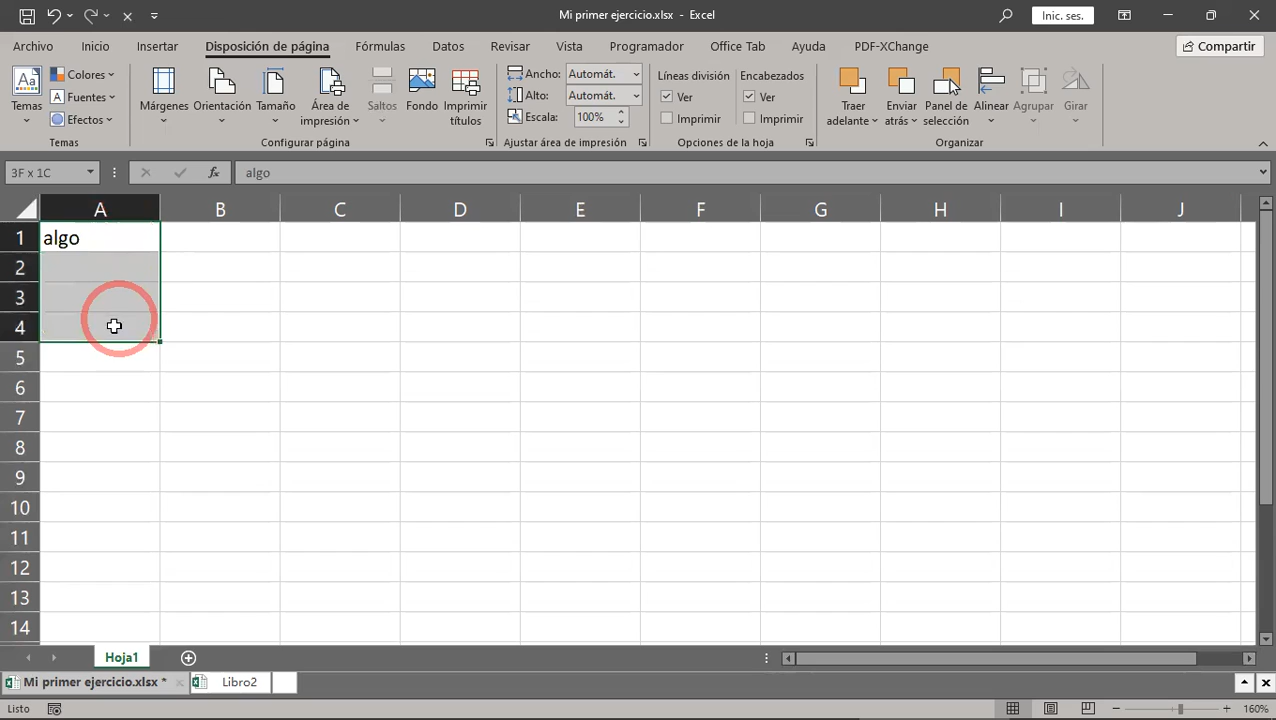 Mi primer ejercicio.xlsx - Excel
Inic. ses.
Archivo Inicio Insertar Disposición de página Fórmulas Datos Revisar Vista Programador Office Tab Ayuda PDF-XChange Compartir
Temas
Colores
Fuentes
Efectos
Temas
Márgenes
Orientación
Tamaño
Área de impresión
Saltos
Fondo
Imprimir títulos
Configurar página
Ancho: Automát.
Alto: Automát.
Escala: 100%
Ajustar área de impresión
Líneas división
Ver
Imprimir
Encabezados
Ver
Imprimir
Opciones de la hoja
Traer adelante
Enviar atrás
Panel de selección
Alinear
Agrupar
Girar
Organizar
3F x 1C
fx
algo
A B C D E F G H I J
1 algo
2
3
4
5
6
7
8
9
10
11
12
13
14
Hoja1
Mi primer ejercicio.xlsx * Libro2
Listo
160%